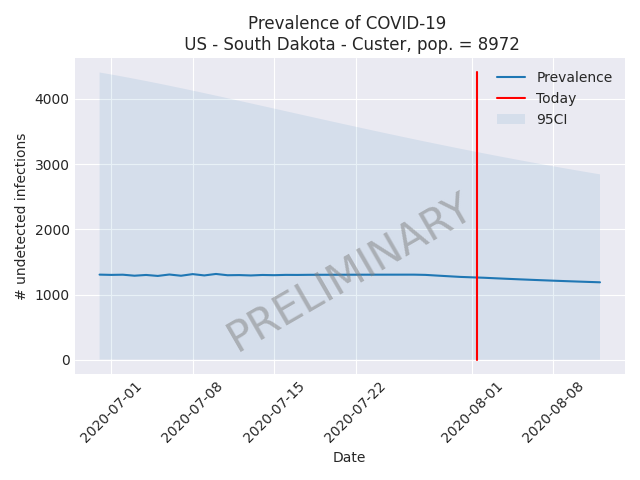 Prevalence of COVID-19
US - South Dakota - Custer, pop. = 8972
Prevalence
Today
95CI
4000
3000
2000
1000
0
# undetected infections
PRELIMINARY
2020-07-01
2020-07-08
2020-07-15
2020-07-22
2020-08-01
2020-08-08
Date